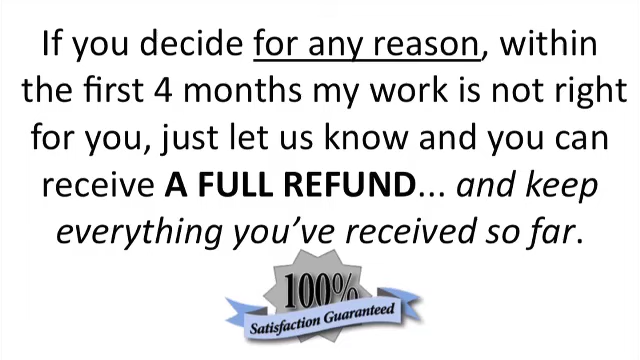 If you decide for any reason, within
the first 4 months my work is not right
for you, just let us know and you can
receive A FULL REFUND... and keep
everything you’ve received so far.
100%
Satisfaction Guaranteed